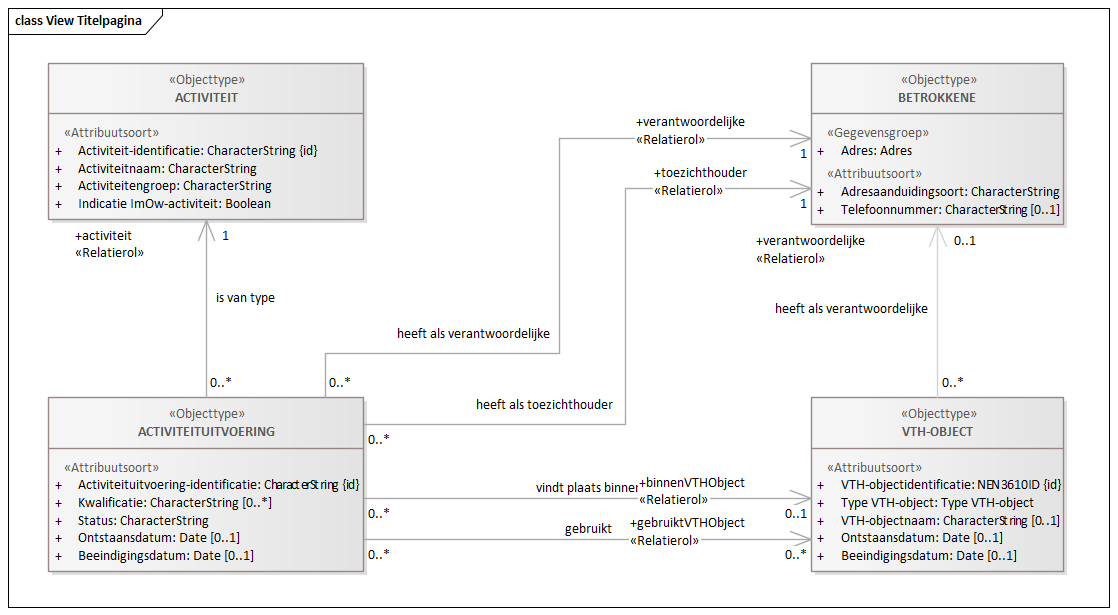 class View Titelpagina
«Objecttype»
ACTIVITEIT
«Attribuutsoort»
+ Activiteit-identificatie: CharacterString {id}
+ Activiteitnaam: CharacterString
+ Activiteitengroep: CharacterString
+ Indicatie ImOw-activiteit: Boolean
«Objecttype»
BETROKKENE
«Gegevensgroep»
+ Adres: Adres
«Attribuutsoort»
+ Adresaanduidingsoort: CharacterString
+ Telefoonnummer: CharacterString [0..1]
+verantwoordelijke
«Relatierol»
1
+toezichthouder
«Relatierol»
1
+activiteit
«Relatierol»
1
is van type
0..*
+verantwoordelijke
«Relatierol»
0..1
heeft als verantwoordelijke
0..*
heeft als verantwoordelijke
0..*
heeft als toezichthouder
0..*
«Objecttype»
ACTIVITEITUITVOERING
«Attribuutsoort»
+ Activiteituitvoering-identificatie: CharacterString {id}
+ Kwalificatie: CharacterString [0..*]
+ Status: CharacterString
+ Ontstaansdatum: Date [0..1]
+ Beeindigingsdatum: Date [0..1]
vindt plaats binnen
+binnenVTHObject
«Relatierol»
0..*
0..1
gebruikt
+gebruiktVTHObject
«Relatierol»
0..*
0..*
«Objecttype»
VTH-OBJECT
«Attribuutsoort»
+ VTH-objectidentificatie: NEN3610ID {id}
+ Type VTH-object: Type VTH-object
+ VTH-objectnaam: CharacterString [0..1]
+ Ontstaansdatum: Date [0..1]
+ Beeindigingsdatum: Date [0..1]